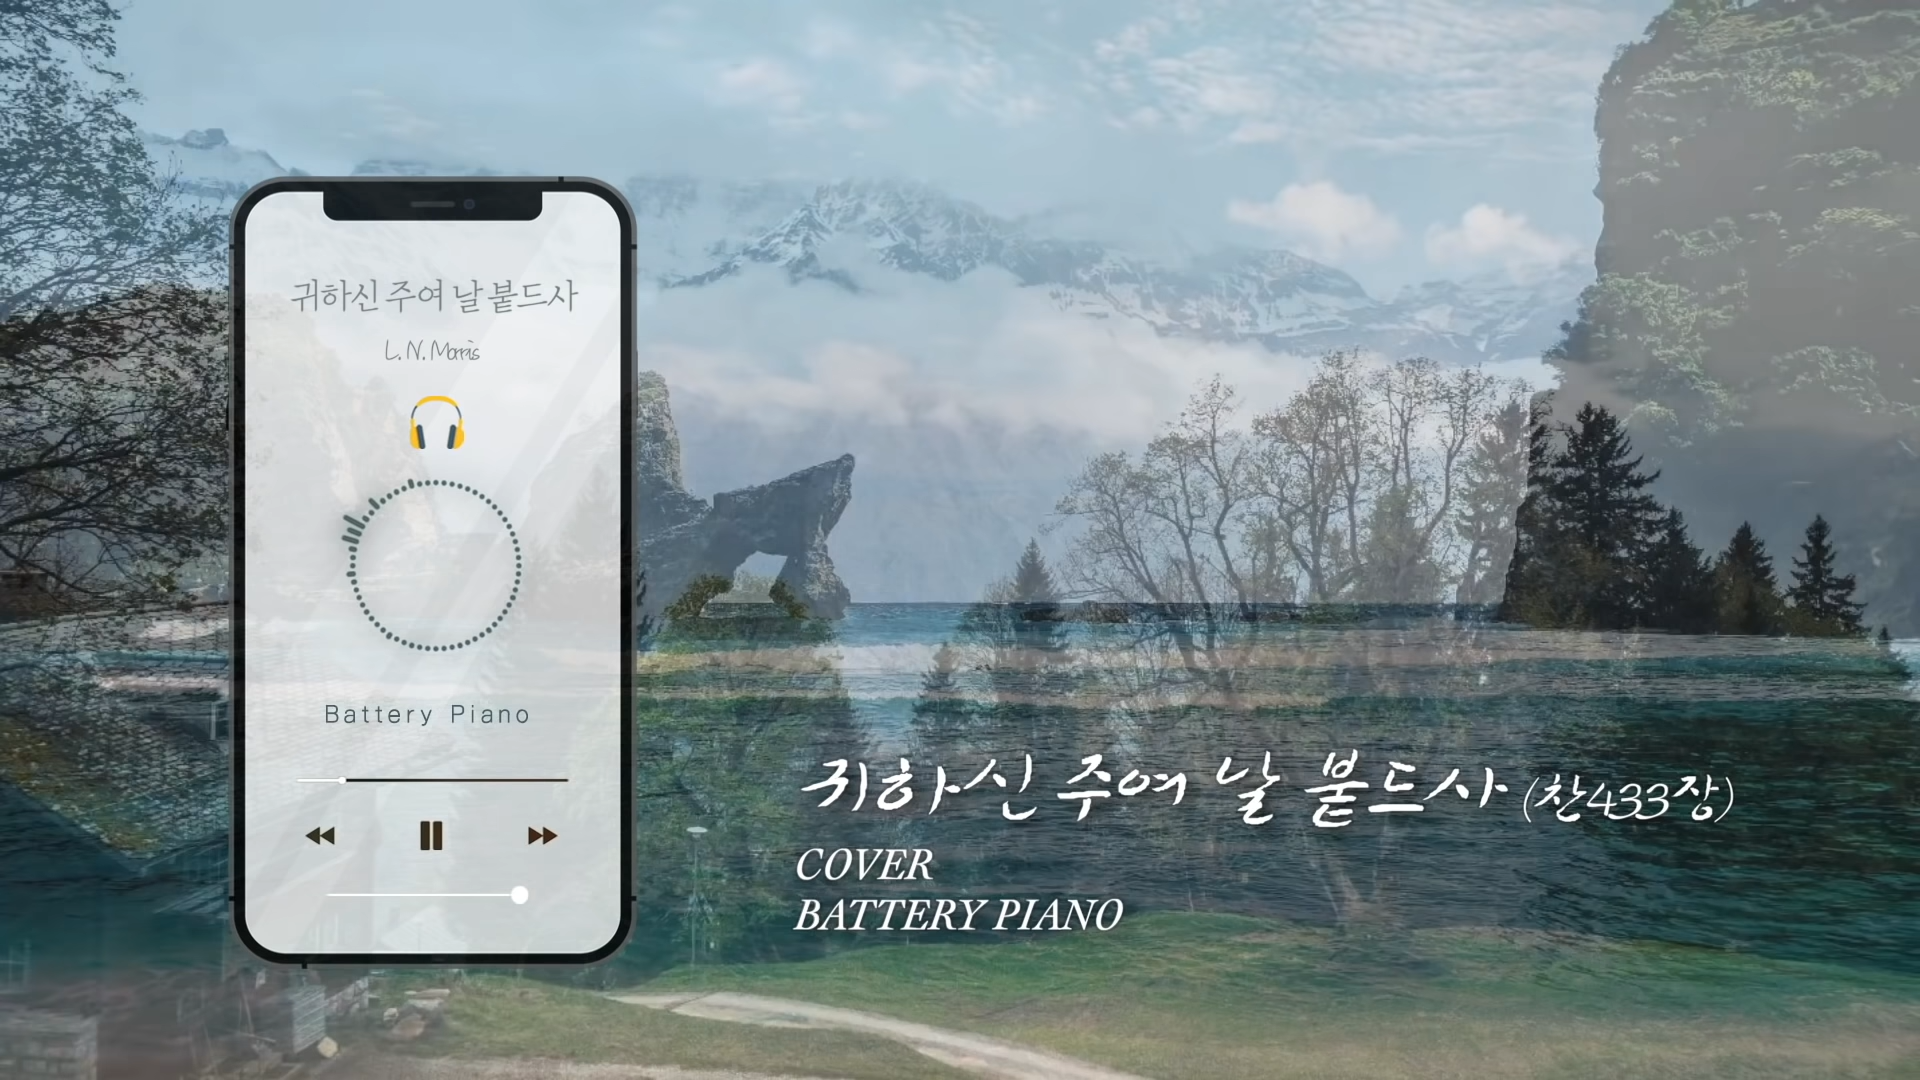 귀하신 주여 날 붙드사
L. N. Morris
Battery Piano
귀하신 주여 날 붙드사 (찬433장)
COVER
BATTERY PIANO